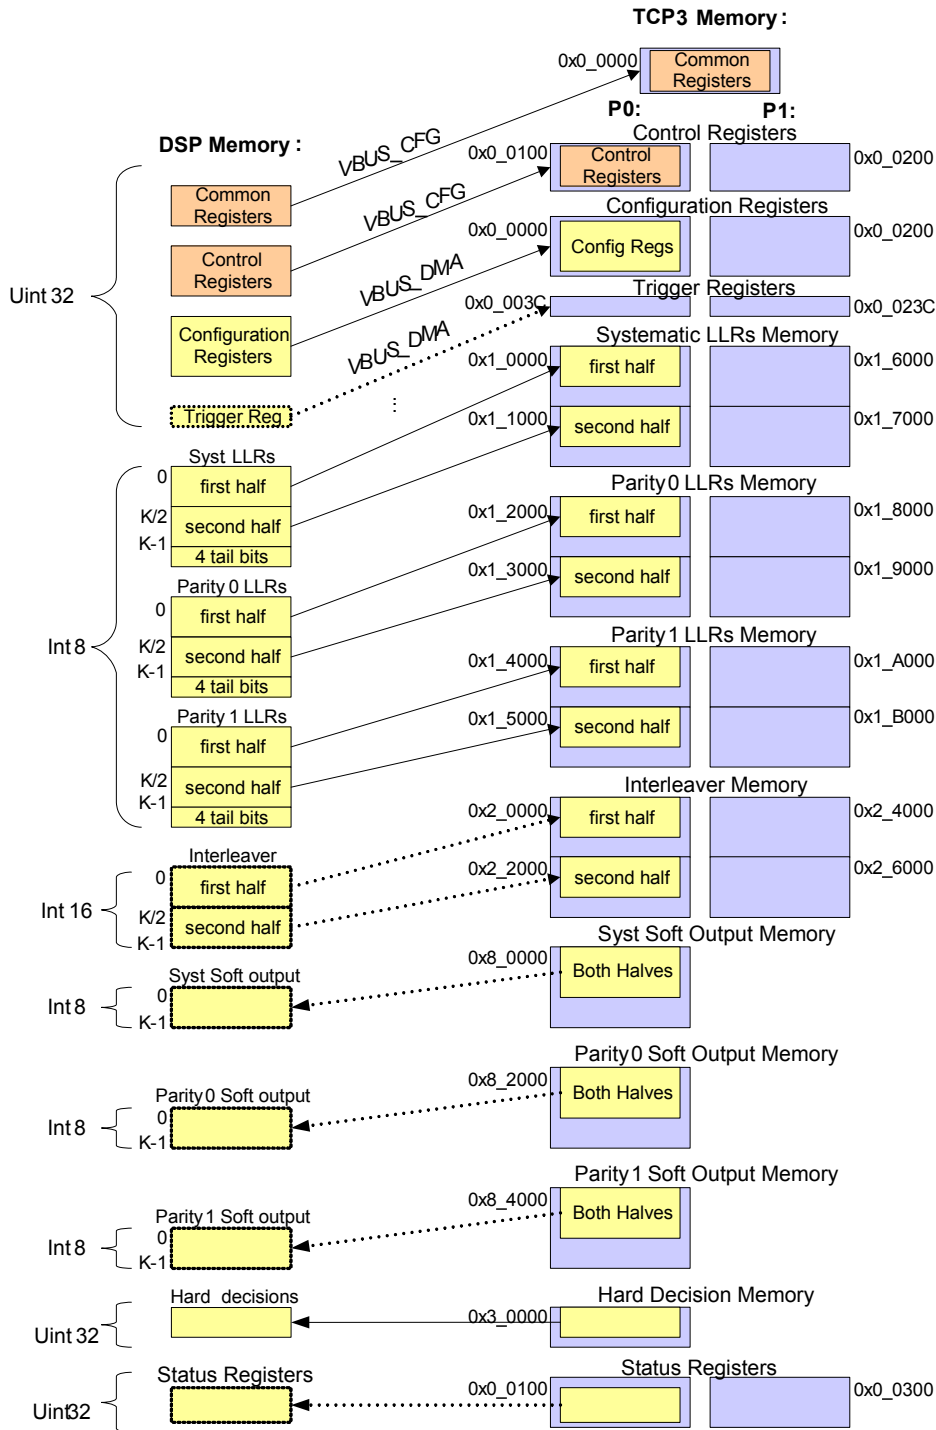 TCP3 Memory :
0x0_0000
Common
Registers
P0:
P1:
DSP Memory :
VBUS_CFG
Control Registers
0x0_0100
Control
Registers
0x0_0200
Common
Registers
VBUS_CFG
Configuration Registers
0x0_0000
Config Regs
0x0_0200
Control
Registers
Uint 32
VBUS_DMA
Trigger Registers
0x0_003C
0x0_023C
Configuration
Registers
VBUS_DMA
...
Systematic LLRs Memory
0x1_0000
first half
0x1_6000
Trigger Reg
0x1_1000
second half
0x1_7000
Syst LLRs
0
first half
K/2
second half
K-1
4 tail bits
Parity 0 LLRs Memory
0x1_2000
first half
0x1_8000
0x1_3000
second half
0x1_9000
Parity 0 LLRs
0
first half
Int 8
K/2
second half
K-1
4 tail bits
Parity 1 LLRs Memory
0x1_4000
first half
0x1_A000
0x1_5000
second half
0x1_B000
Parity 1 LLRs
0
first half
K/2
second half
K-1
4 tail bits
Interleaver Memory
0x2_0000
first half
0x2_4000
0x2_2000
second half
0x2_6000
Interleaver
0
first half
Int 16
K/2
second half
K-1
Syst Soft Output Memory
0x8_0000
Both Halves
Syst Soft output
0
Int 8
K-1
Parity 0 Soft Output Memory
0x8_2000
Both Halves
Parity 0 Soft output
0
Int 8
K-1
Parity 1 Soft Output Memory
0x8_4000
Both Halves
Parity 1 Soft output
0
Int 8
K-1
Hard decisions
Hard Decision Memory
0x3_0000
Uint 32
Status Registers
Status Registers
0x0_0100
0x0_0300
Uint32